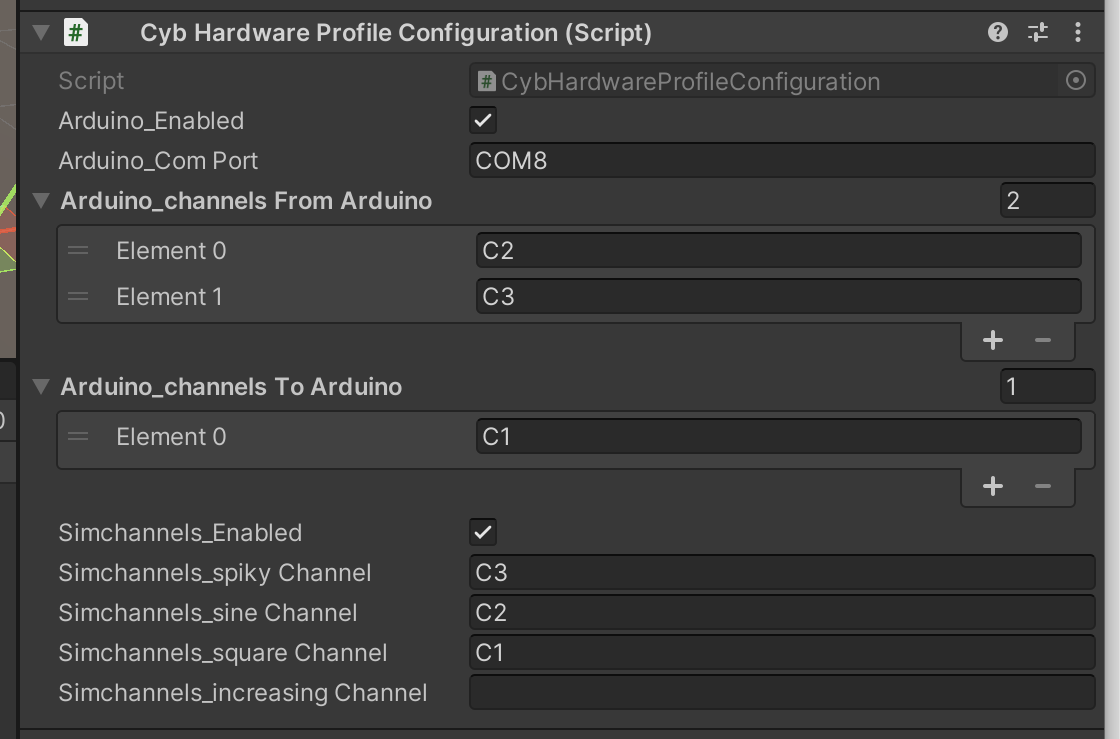 # Cyb Hardware Profile Configuration (Script)
Script # CybHardwareProfileConfiguration
Arduino_Enabled
Arduino_Com Port COM8
Arduino_channels From Arduino 2
Element 0 C2
Element 1 C3
+ −
Arduino_channels To Arduino 1
Element 0 C1
+ −
Simchannels_Enabled
Simchannels_spiky Channel C3
Simchannels_sine Channel C2
Simchannels_square Channel C1
Simchannels_increasing Channel